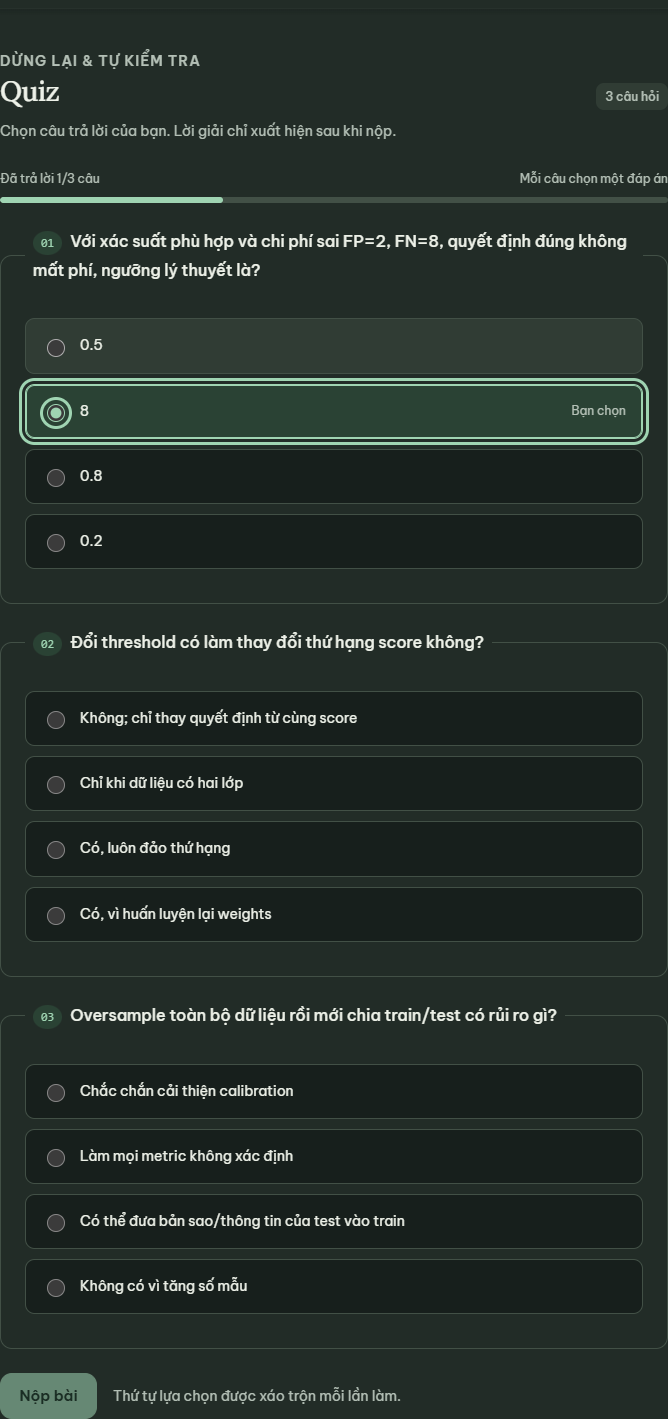 DỪNG LẠI & TỰ KIỂM TRA
Quiz
3 câu hỏi
Chọn câu trả lời của bạn. Lời giải chỉ xuất hiện sau khi nộp.
Đã trả lời 1/3 câu
Mỗi câu chọn một đáp án
01 Với xác suất phù hợp và chi phí sai FP=2, FN=8, quyết định đúng không
mất phí, ngưỡng lý thuyết là?
0.5
8
Bạn chọn
0.8
0.2
02 Đổi threshold có làm thay đổi thứ hạng score không?
Không; chỉ thay quyết định từ cùng score
Chỉ khi dữ liệu có hai lớp
Có, luôn đảo thứ hạng
Có, vì huấn luyện lại weights
03 Oversample toàn bộ dữ liệu rồi mới chia train/test có rủi ro gì?
Chắc chắn cải thiện calibration
Làm mọi metric không xác định
Có thể đưa bản sao/thông tin của test vào train
Không có vì tăng số mẫu
Nộp bài
Thứ tự lựa chọn được xáo trộn mỗi lần làm.